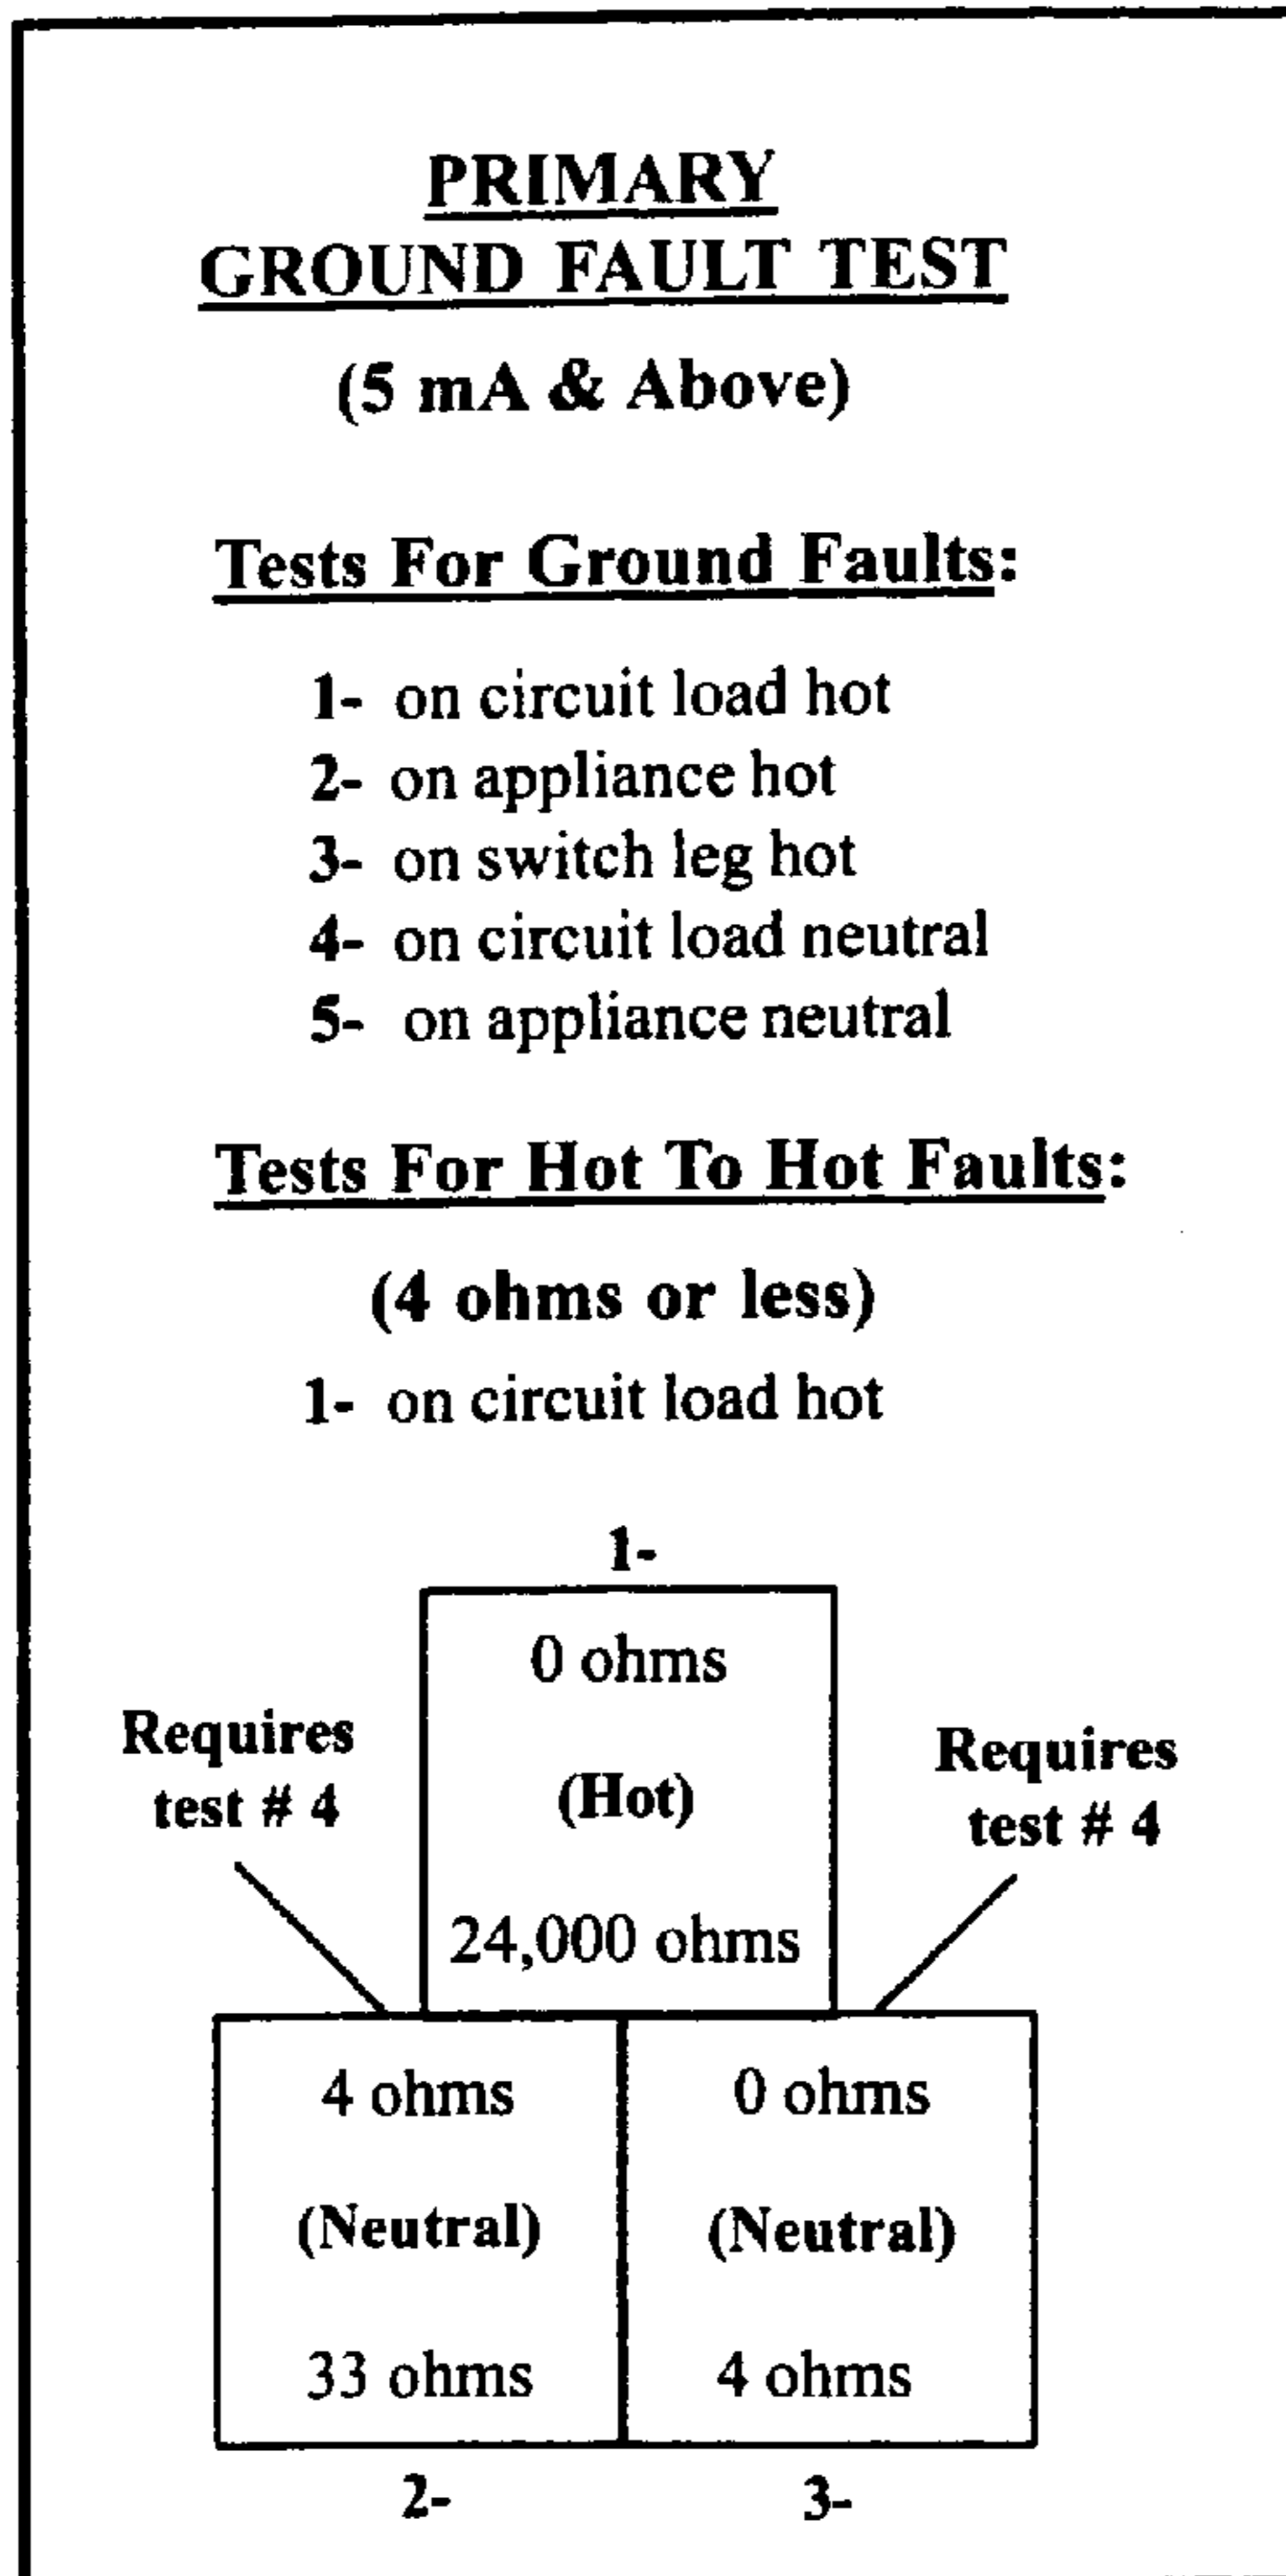 PRIMARY
GROUND FAULT TEST
(5 mA & Above)
Tests For Ground Faults:
1- on circuit load hot
2- on appliance hot
3- on switch leg hot
4- on circuit load neutral
5- on appliance neutral
Tests For Hot To Hot Faults:
(4 ohms or less)
1- on circuit load hot
1-
0 ohms
(Hot)
24,000 ohms
Requires
test # 4
Requires
test # 4
4 ohms
(Neutral)
33 ohms
2-
0 ohms
(Neutral)
4 ohms
3-